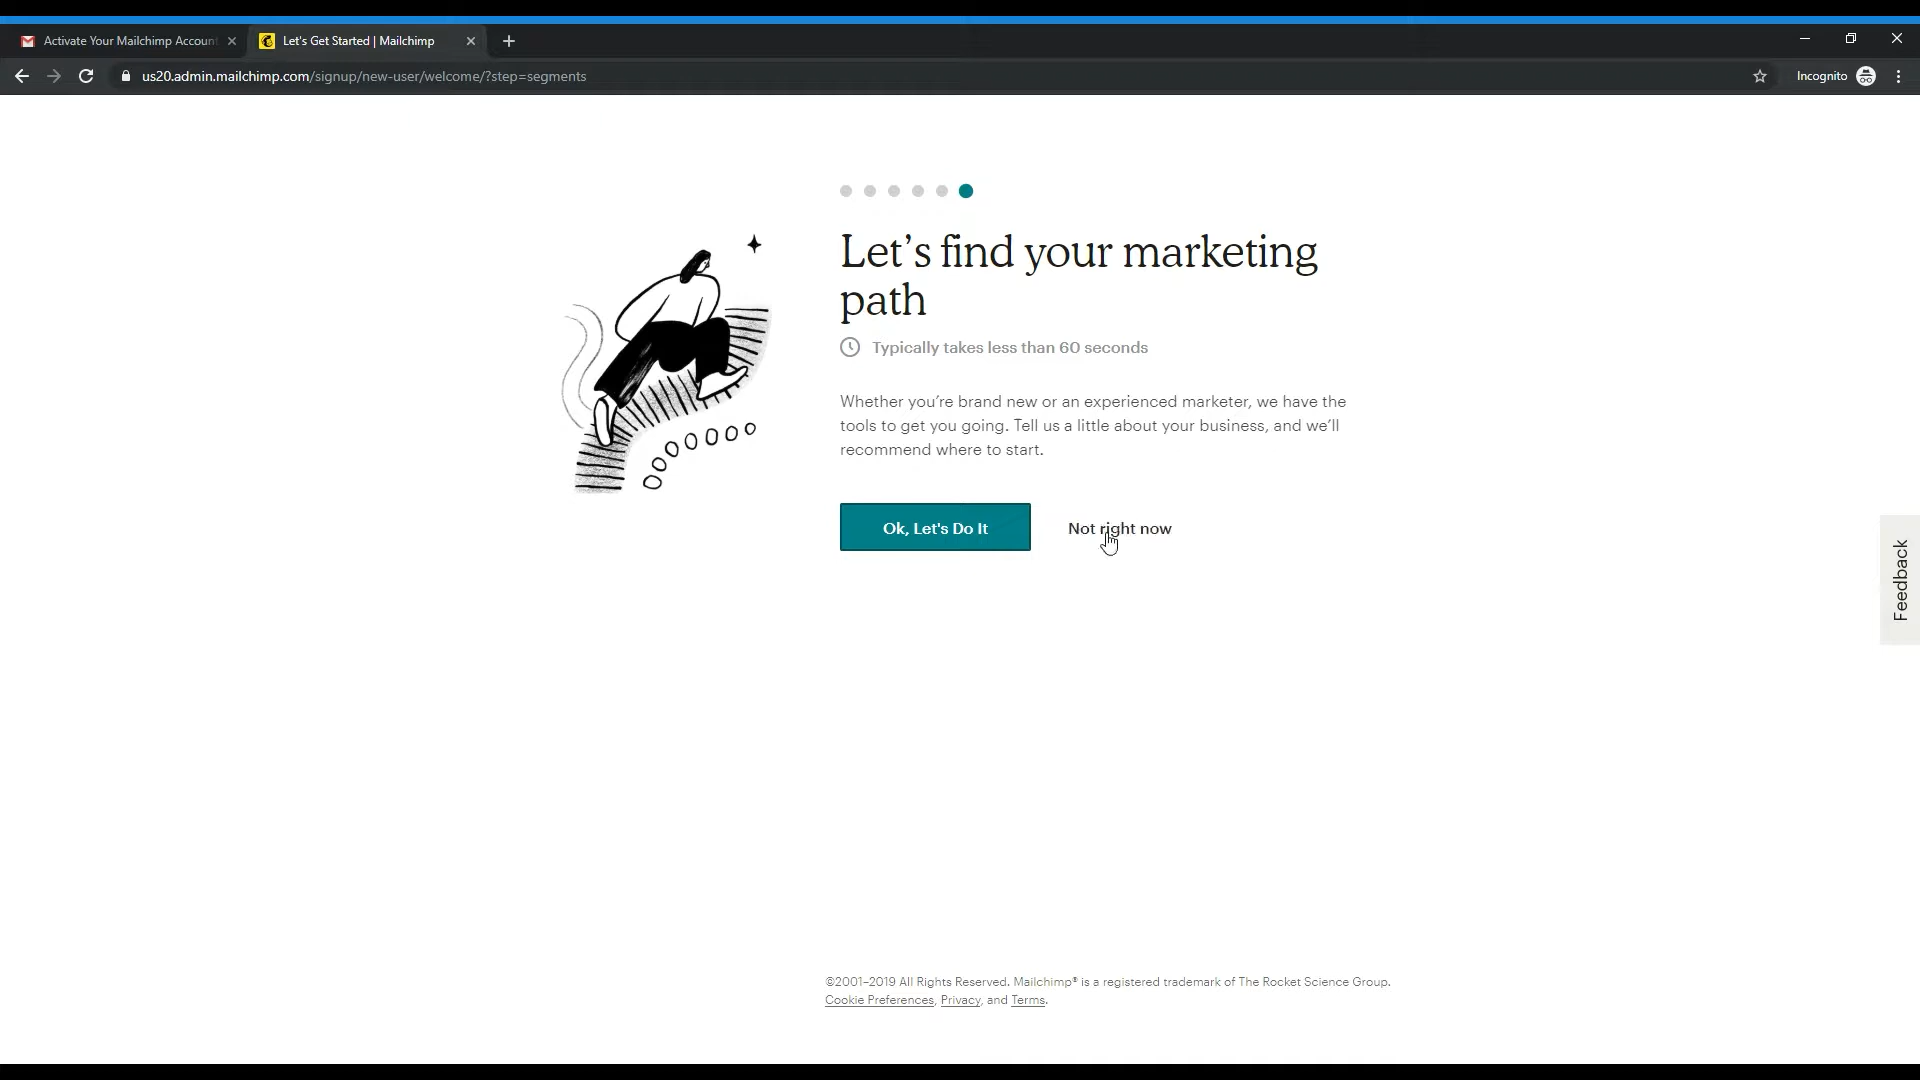 Activate Your Mailchimp Accoun
Let's Get Started | Mailchimp
us20.admin.mailchimp.com/signup/new-user/welcome/?step=segments
Incognito
Let’s find your marketing
path
Typically takes less than 60 seconds
Whether you’re brand new or an experienced marketer, we have the
tools to get you going. Tell us a little about your business, and we’ll
recommend where to start.
Ok, Let's Do It
Not right now
Feedback
©2001–2019 All Rights Reserved. Mailchimp® is a registered trademark of The Rocket Science Group.
Cookie Preferences, Privacy, and Terms.